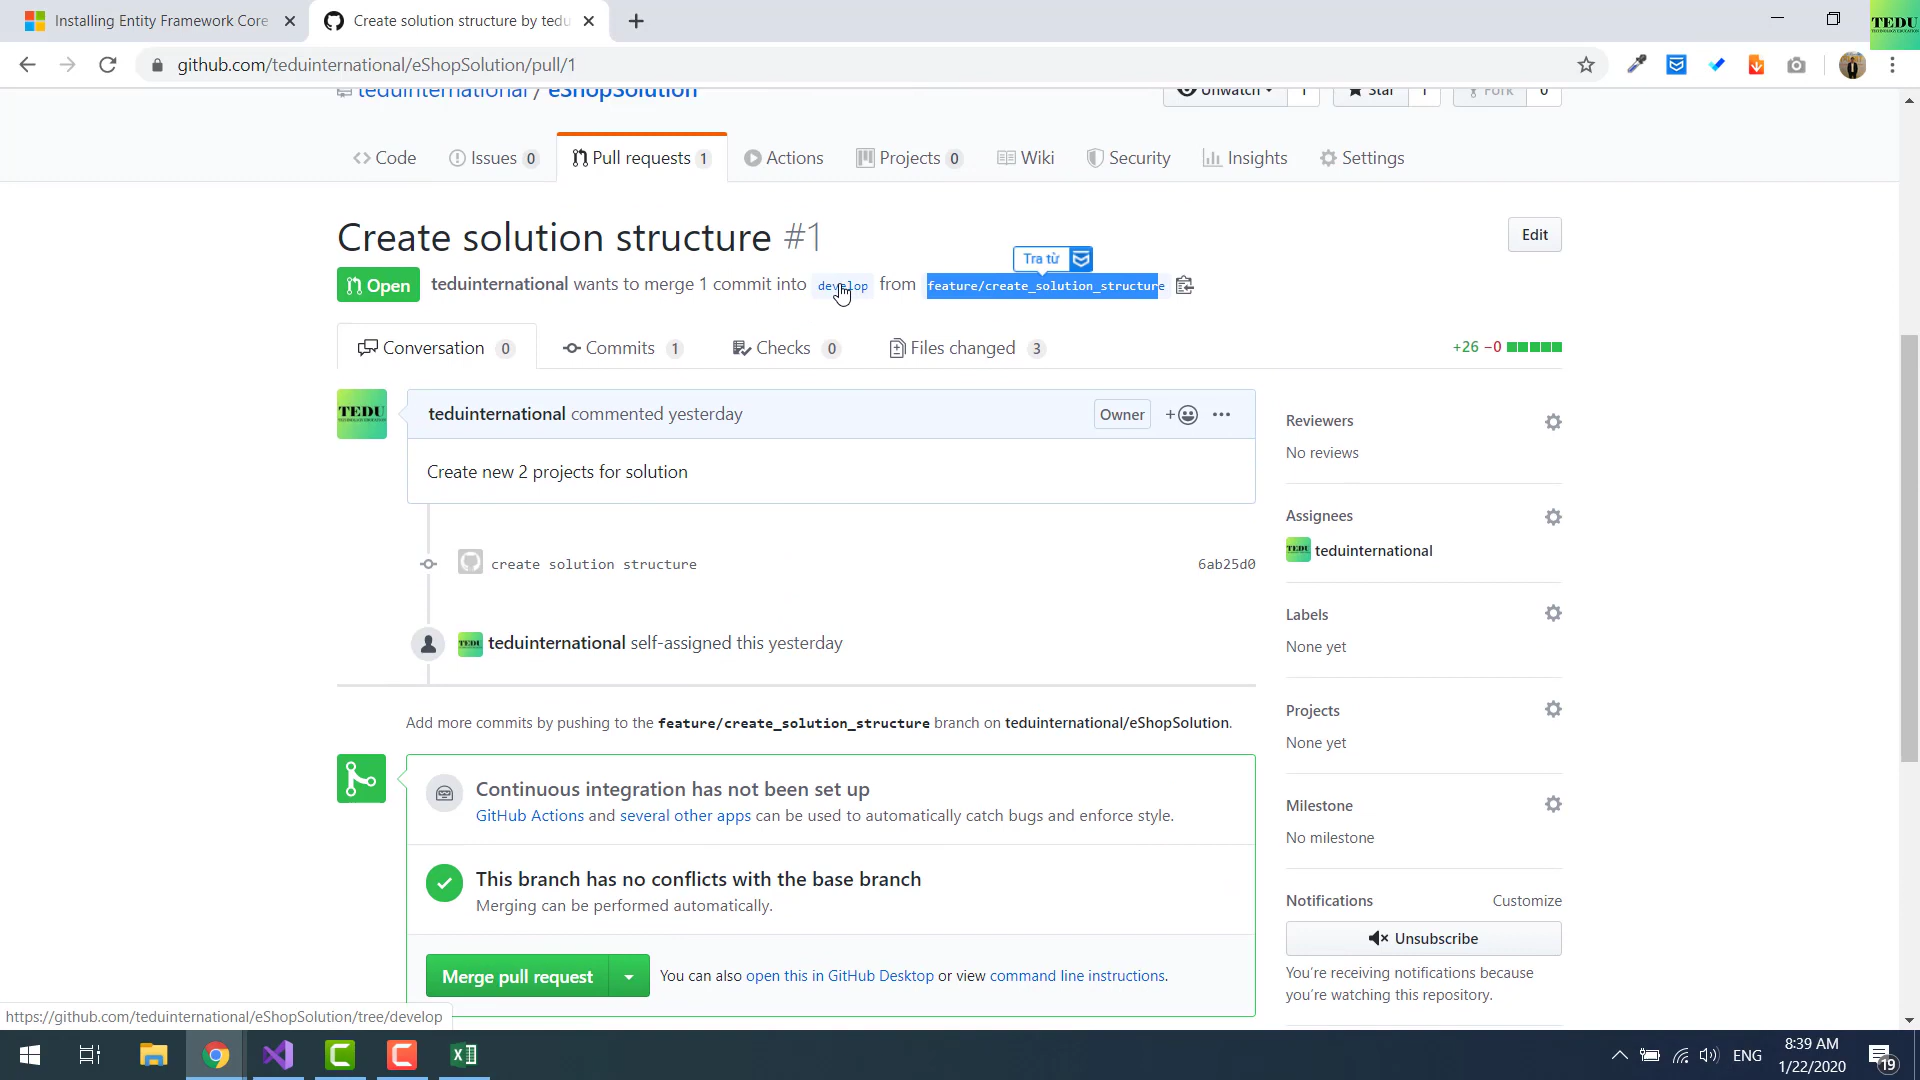 Installing Entity Framework Core
Create solution structure by tedu
TEDU
TECHNOLOGY EDUCATION
github.com/teduinternational/eShopSolution/pull/1
teduinternational / eShopSolution
Unwatch 1
Star 1
Fork 0
Code
Issues 0
Pull requests 1
Actions
Projects 0
Wiki
Security
Insights
Settings
Create solution structure #1
Edit
Tra từ
Open
teduinternational wants to merge 1 commit into develop from feature/create_solution_structure
Conversation 0
Commits 1
Checks 0
Files changed 3
+26 −0
TEDU
TECHNOLOGY EDUCATION
teduinternational commented yesterday
Owner
Create new 2 projects for solution
create solution structure
6ab25d0
TEDU
teduinternational self-assigned this yesterday
Add more commits by pushing to the feature/create_solution_structure branch on teduinternational/eShopSolution.
Continuous integration has not been set up
GitHub Actions and several other apps can be used to automatically catch bugs and enforce style.
This branch has no conflicts with the base branch
Merging can be performed automatically.
Merge pull request
You can also open this in GitHub Desktop or view command line instructions.
Reviewers
No reviews
Assignees
TEDU
teduinternational
Labels
None yet
Projects
None yet
Milestone
No milestone
Notifications
Customize
Unsubscribe
You’re receiving notifications because
you’re watching this repository.
https://github.com/teduinternational/eShopSolution/tree/develop
ENG
8:39 AM
1/22/2020
19